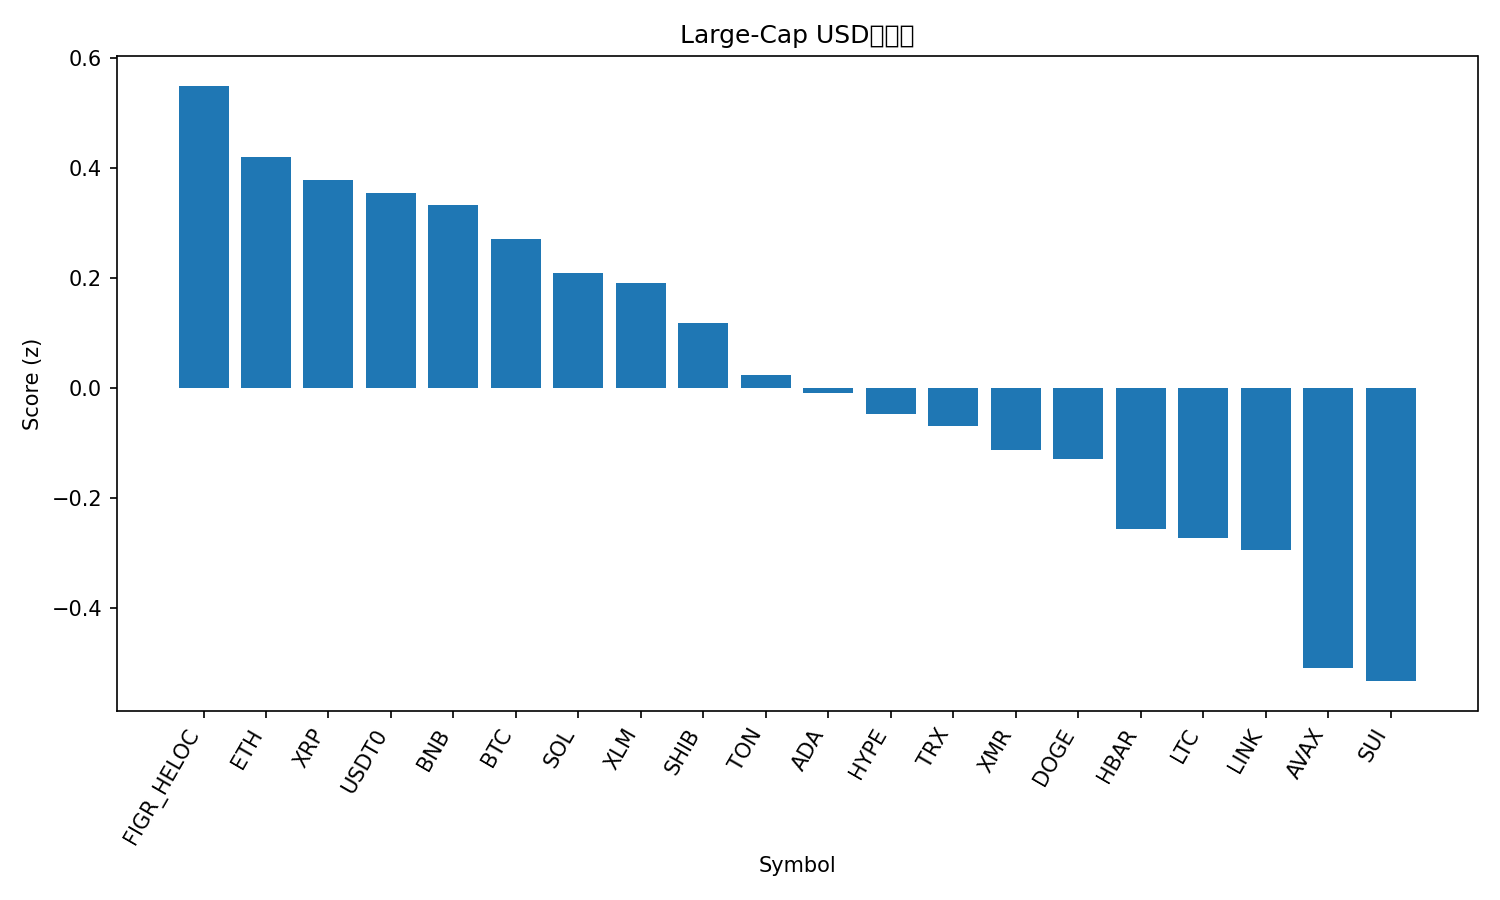 Large-Cap USD
0.6
0.4
0.2
0.0
−0.2
−0.4
Score (z)
FIGR_HELOC
ETH
XRP
USDT0
BNB
BTC
SOL
XLM
SHIB
TON
ADA
HYPE
TRX
XMR
DOGE
HBAR
LTC
LINK
AVAX
SUI
Symbol